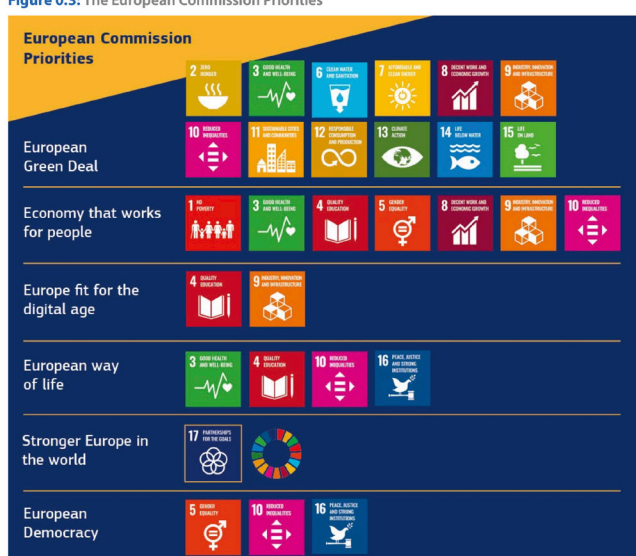 Figure 0.3: The European Commission Priorities
European Commission
Priorities
2 ZERO
HUNGER
3 GOOD HEALTH
AND WELL-BEING
6 CLEAN WATER
AND SANITATION
7 AFFORDABLE AND
CLEAN ENERGY
8 DECENT WORK AND
ECONOMIC GROWTH
9 INDUSTRY, INNOVATION
AND INFRASTRUCTURE
European
Green Deal
10 REDUCED
INEQUALITIES
11 SUSTAINABLE CITIES
AND COMMUNITIES
12 RESPONSIBLE
CONSUMPTION
AND PRODUCTION
13 CLIMATE
ACTION
14 LIFE
BELOW WATER
15 LIFE
ON LAND
Economy that works
for people
1 NO
POVERTY
3 GOOD HEALTH
AND WELL-BEING
4 QUALITY
EDUCATION
5 GENDER
EQUALITY
8 DECENT WORK AND
ECONOMIC GROWTH
9 INDUSTRY, INNOVATION
AND INFRASTRUCTURE
10 REDUCED
INEQUALITIES
Europe fit for the
digital age
4 QUALITY
EDUCATION
9 INDUSTRY, INNOVATION
AND INFRASTRUCTURE
European way
of life
3 GOOD HEALTH
AND WELL-BEING
4 QUALITY
EDUCATION
10 REDUCED
INEQUALITIES
16 PEACE, JUSTICE
AND STRONG
INSTITUTIONS
Stronger Europe in
the world
17 PARTNERSHIPS
FOR THE GOALS
European
Democracy
5 GENDER
EQUALITY
10 REDUCED
INEQUALITIES
16 PEACE, JUSTICE
AND STRONG
INSTITUTIONS